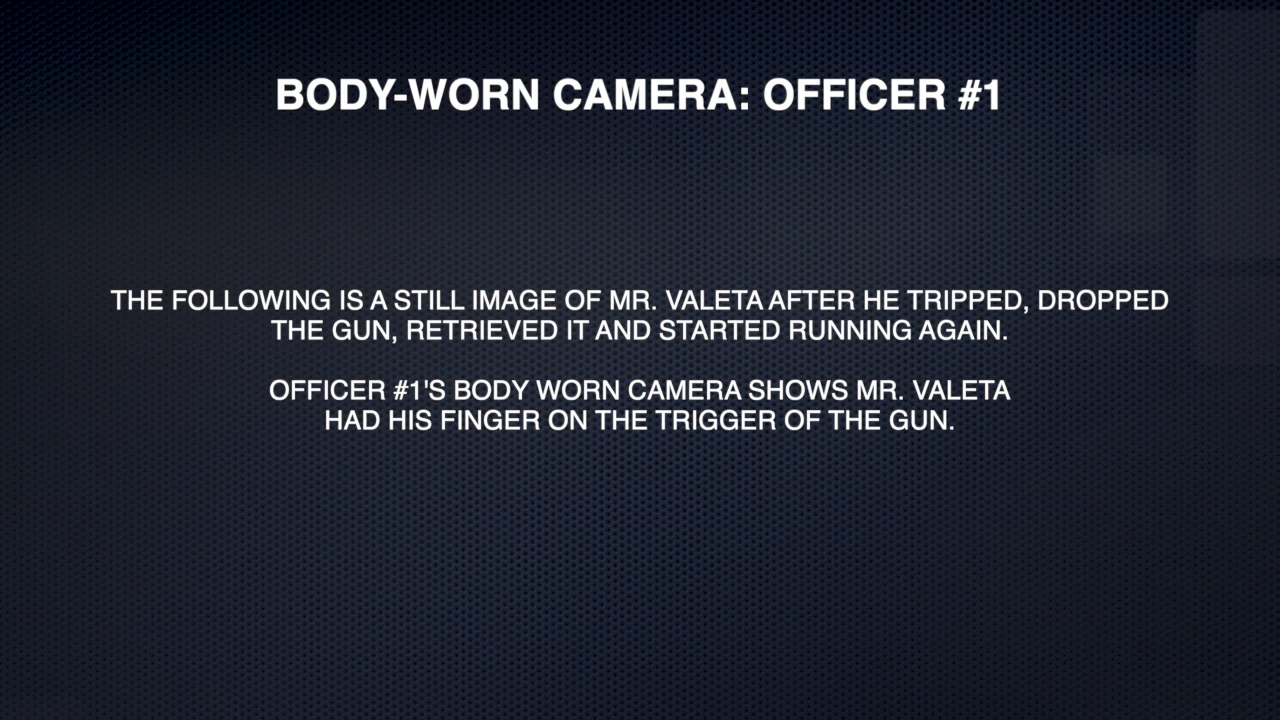 BODY-WORN CAMERA: OFFICER #1
THE FOLLOWING IS A STILL IMAGE OF MR. VALETA AFTER HE TRIPPED, DROPPED
THE GUN, RETRIEVED IT AND STARTED RUNNING AGAIN.
OFFICER #1'S BODY WORN CAMERA SHOWS MR. VALETA
HAD HIS FINGER ON THE TRIGGER OF THE GUN.